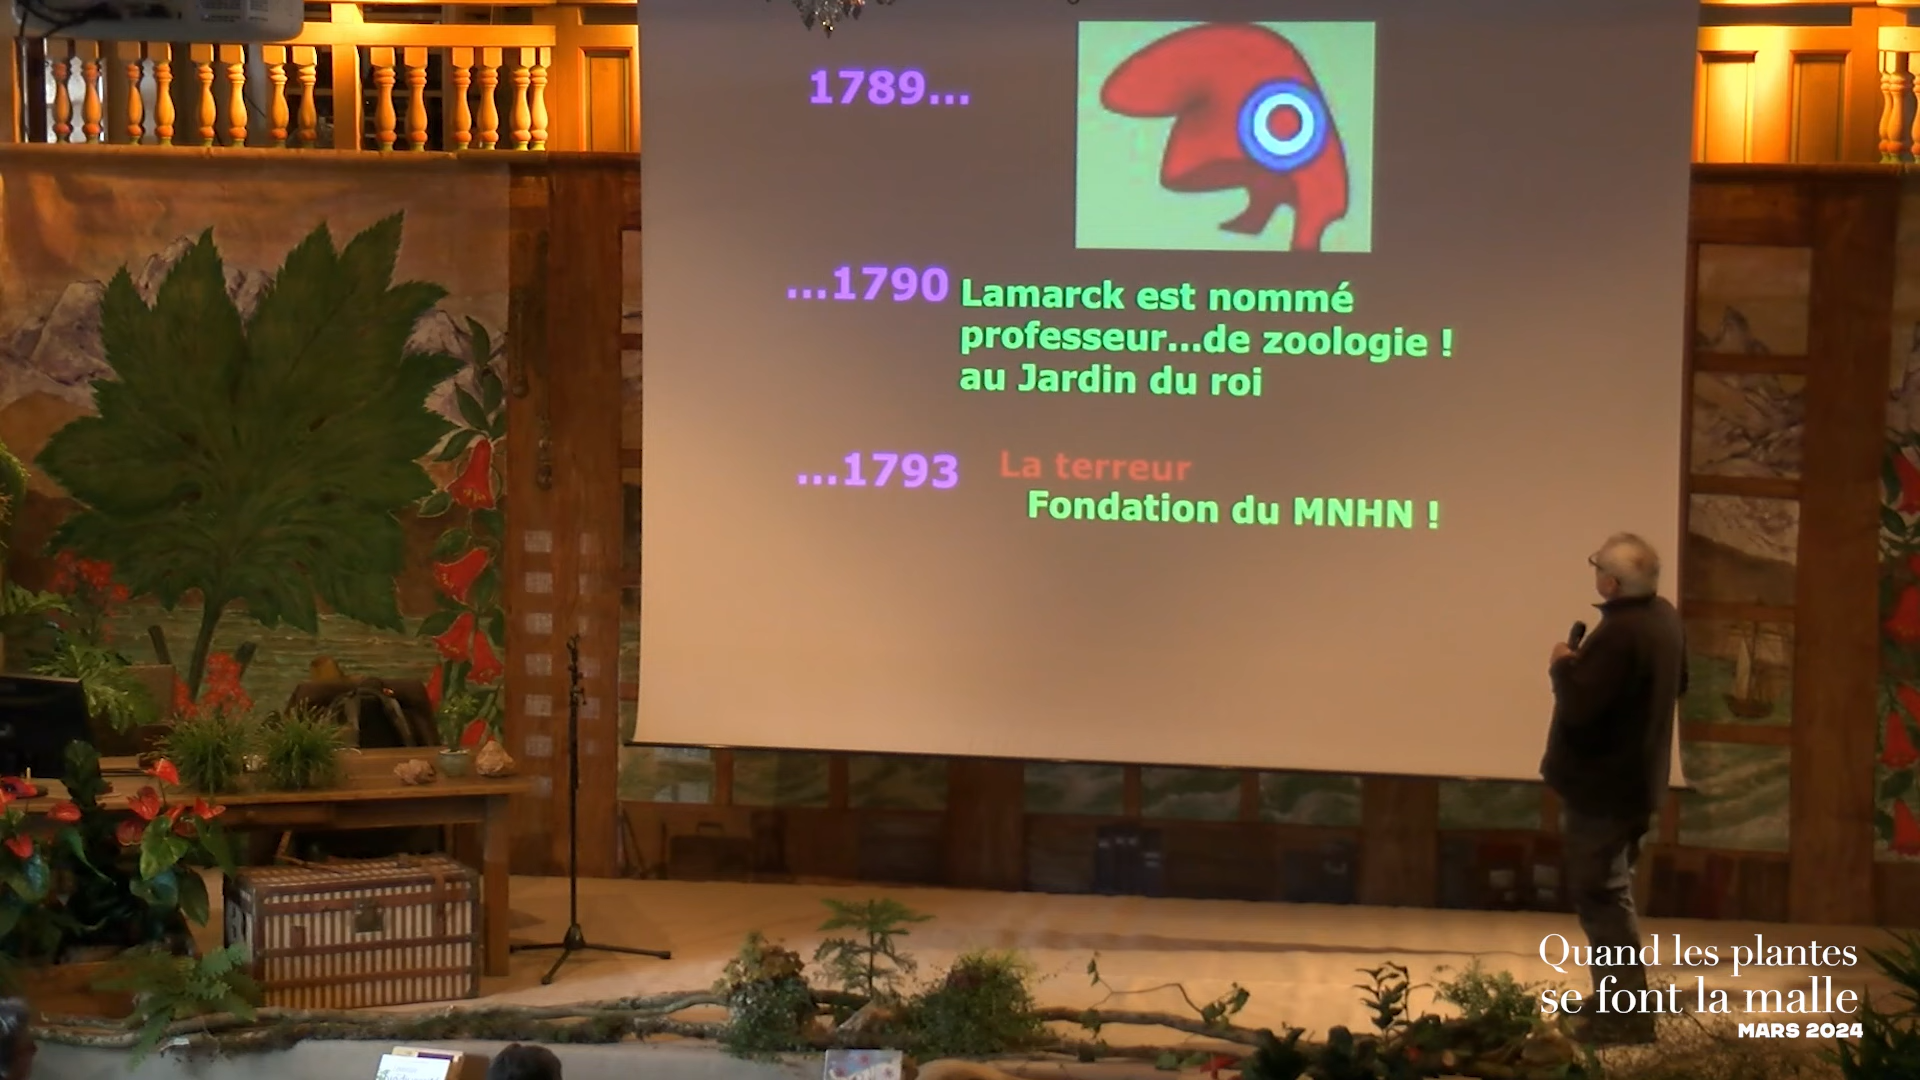 1789...
...1790
Lamarck est nommé
professeur...de zoologie !
au Jardin du roi
...1793
La terreur
Fondation du MNHN !
Quand les plantes
se font la malle
MARS 2024